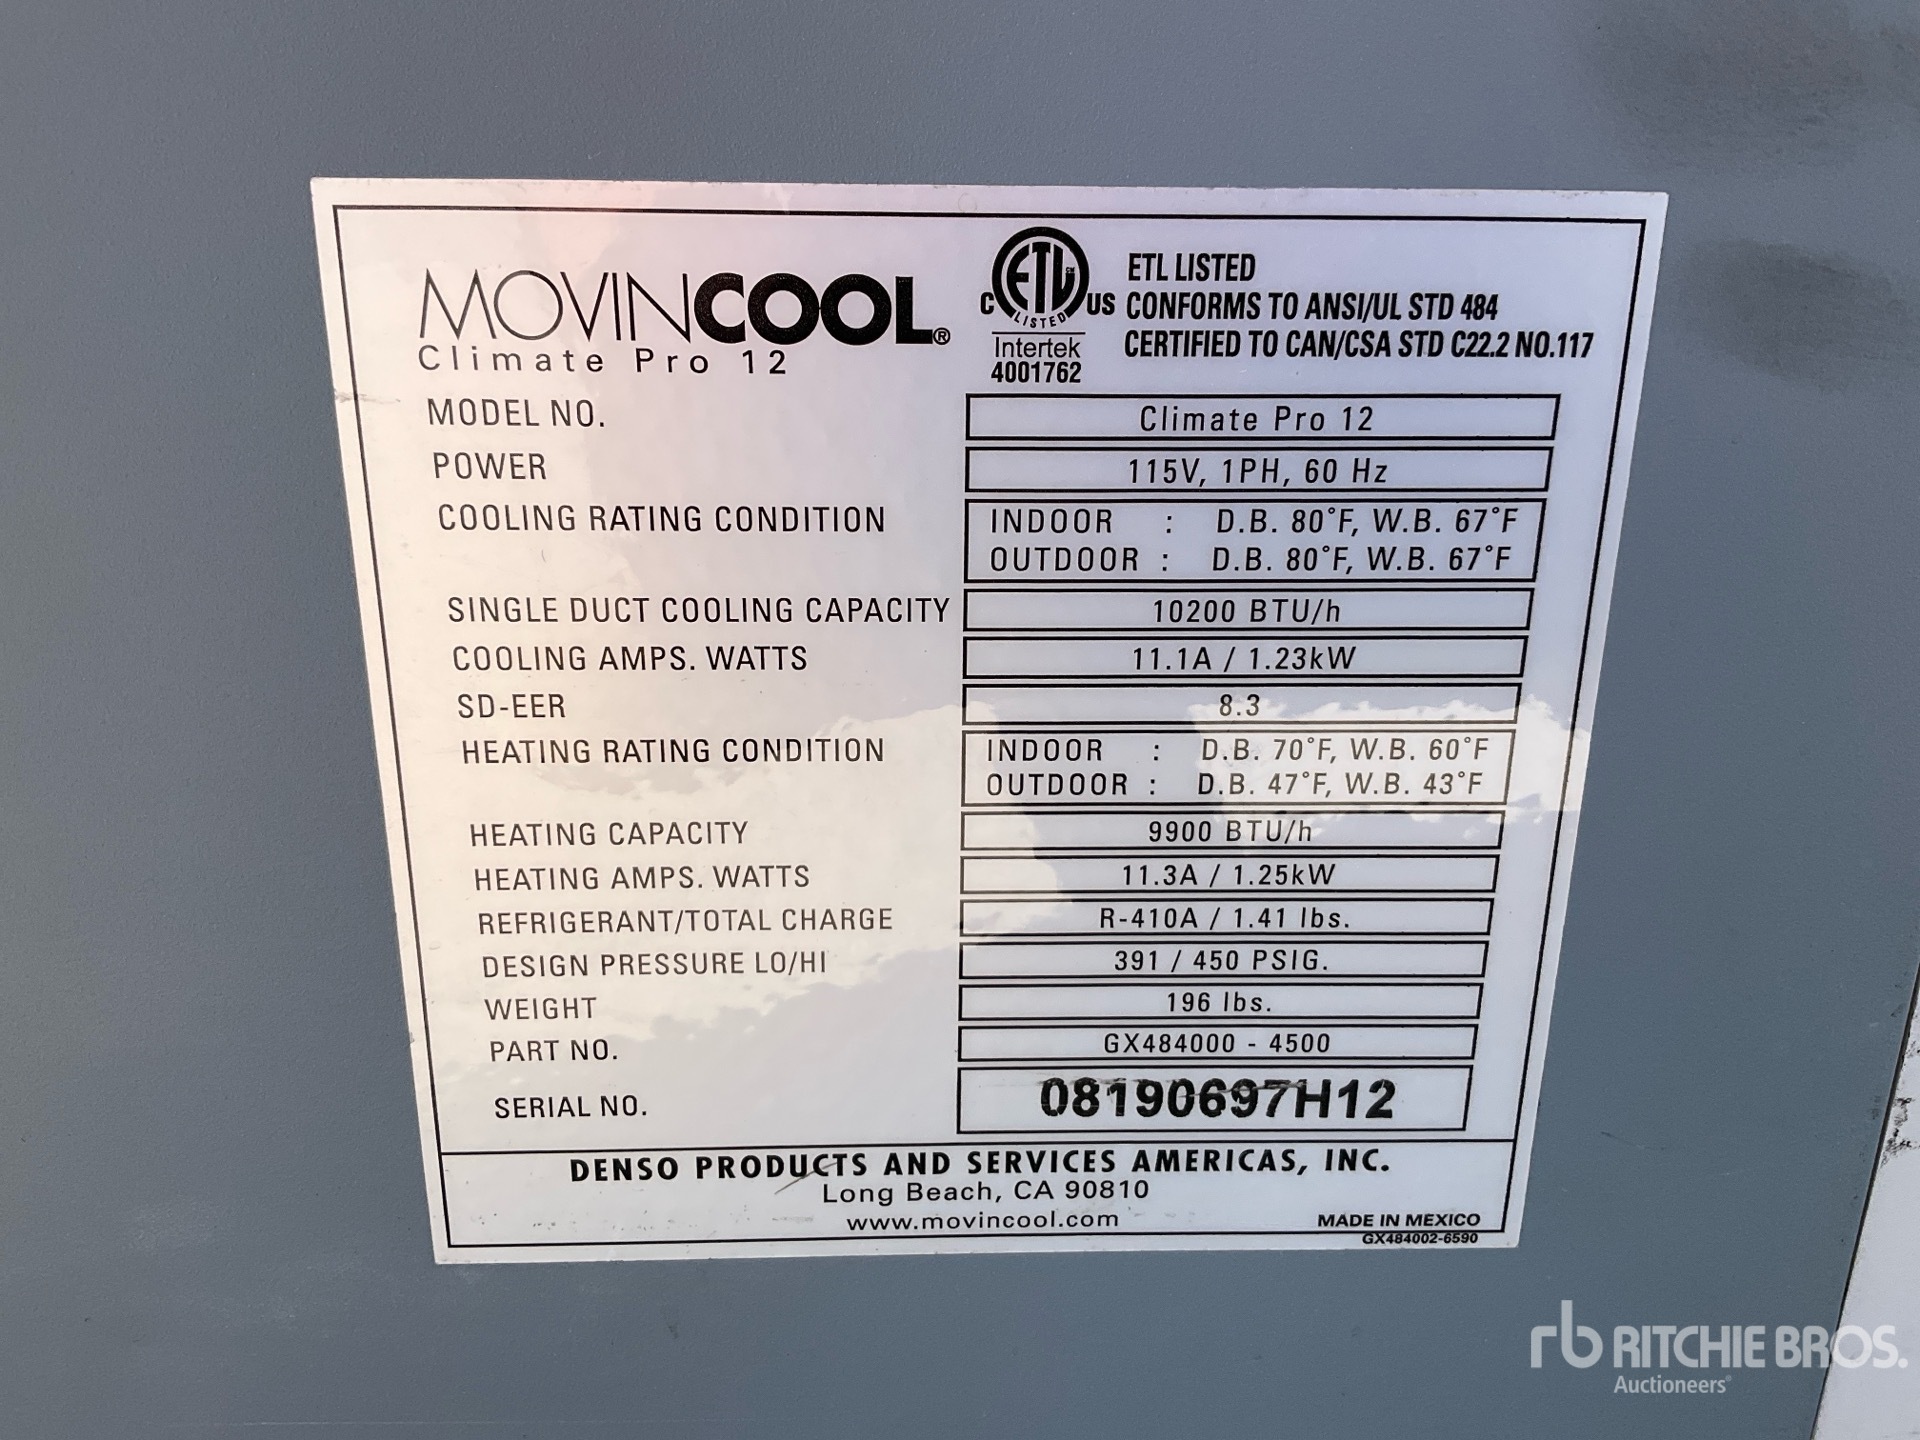 MOVINCOOL®
Climate Pro 12
C ETL CM LISTED US
Intertek
4001762
ETL LISTED
CONFORMS TO ANSI/UL STD 484
CERTIFIED TO CAN/CSA STD C22.2 NO.117
MODEL NO. Climate Pro 12
POWER 115V, 1PH, 60 Hz
COOLING RATING CONDITION INDOOR : D.B. 80°F, W.B. 67°F
OUTDOOR : D.B. 80°F, W.B. 67°F
SINGLE DUCT COOLING CAPACITY 10200 BTU/h
COOLING AMPS. WATTS 11.1A / 1.23kW
SD-EER 8.3
HEATING RATING CONDITION INDOOR : D.B. 70°F, W.B. 60°F
OUTDOOR : D.B. 47°F, W.B. 43°F
HEATING CAPACITY 9900 BTU/h
HEATING AMPS. WATTS 11.3A / 1.25kW
REFRIGERANT/TOTAL CHARGE R-410A / 1.41 lbs.
DESIGN PRESSURE LO/HI 391 / 450 PSIG.
WEIGHT 196 lbs.
PART NO. GX484000 - 4500
SERIAL NO. 08190697H12
DENSO PRODUCTS AND SERVICES AMERICAS, INC.
Long Beach, CA 90810
www.movincool.com
MADE IN MEXICO
GX484002-6590
rb RITCHIE BROS.
Auctioneers®